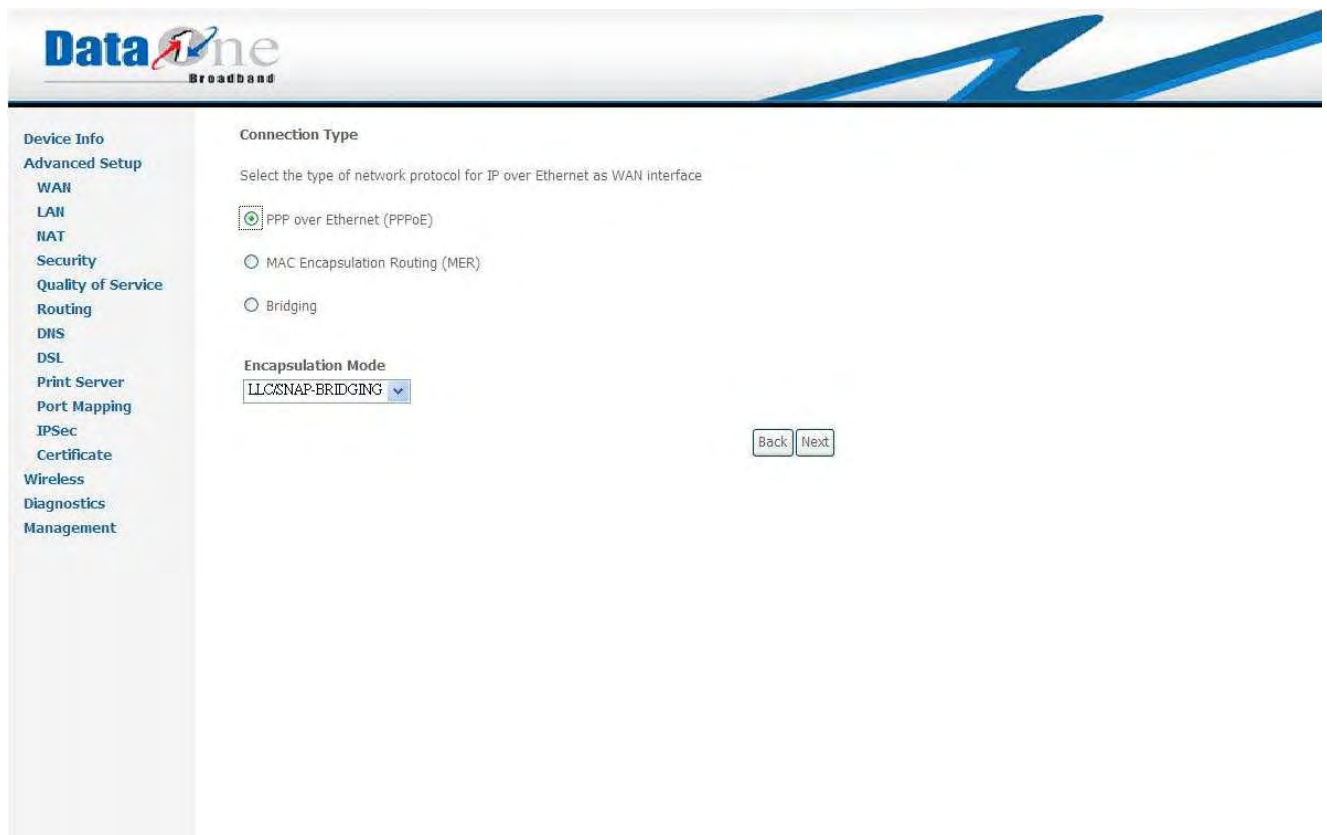 Data One
Broadband
Device Info
Advanced Setup
WAN
LAN
NAT
Security
Quality of Service
Routing
DNS
DSL
Print Server
Port Mapping
IPSec
Certificate
Wireless
Diagnostics
Management
Connection Type
Select the type of network protocol for IP over Ethernet as WAN interface
PPP over Ethernet (PPPoE)
MAC Encapsulation Routing (MER)
Bridging
Encapsulation Mode
LLC/SNAP-BRIDGING
Back Next